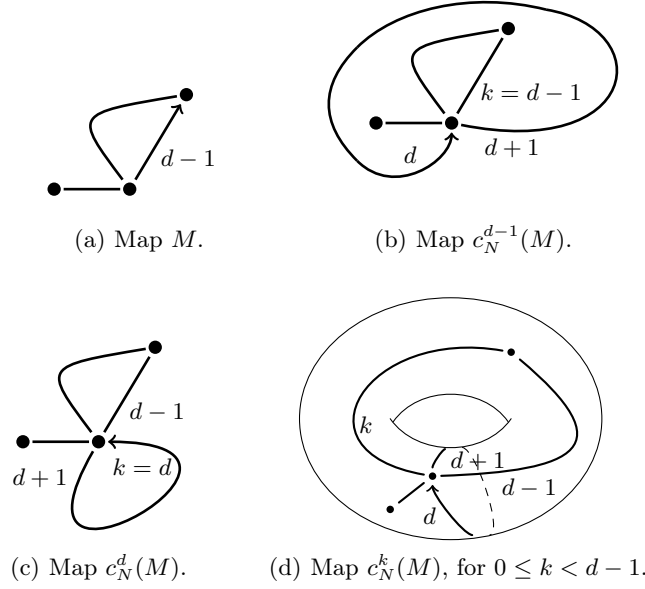 d − 1
(a) Map M.
k = d − 1
d
d + 1
(b) Map c_N^{d−1}(M).
d − 1
d + 1
k = d
(c) Map c_N^d(M).
k
d + 1
d − 1
d
(d) Map c_N^k(M), for 0 ≤ k < d − 1.